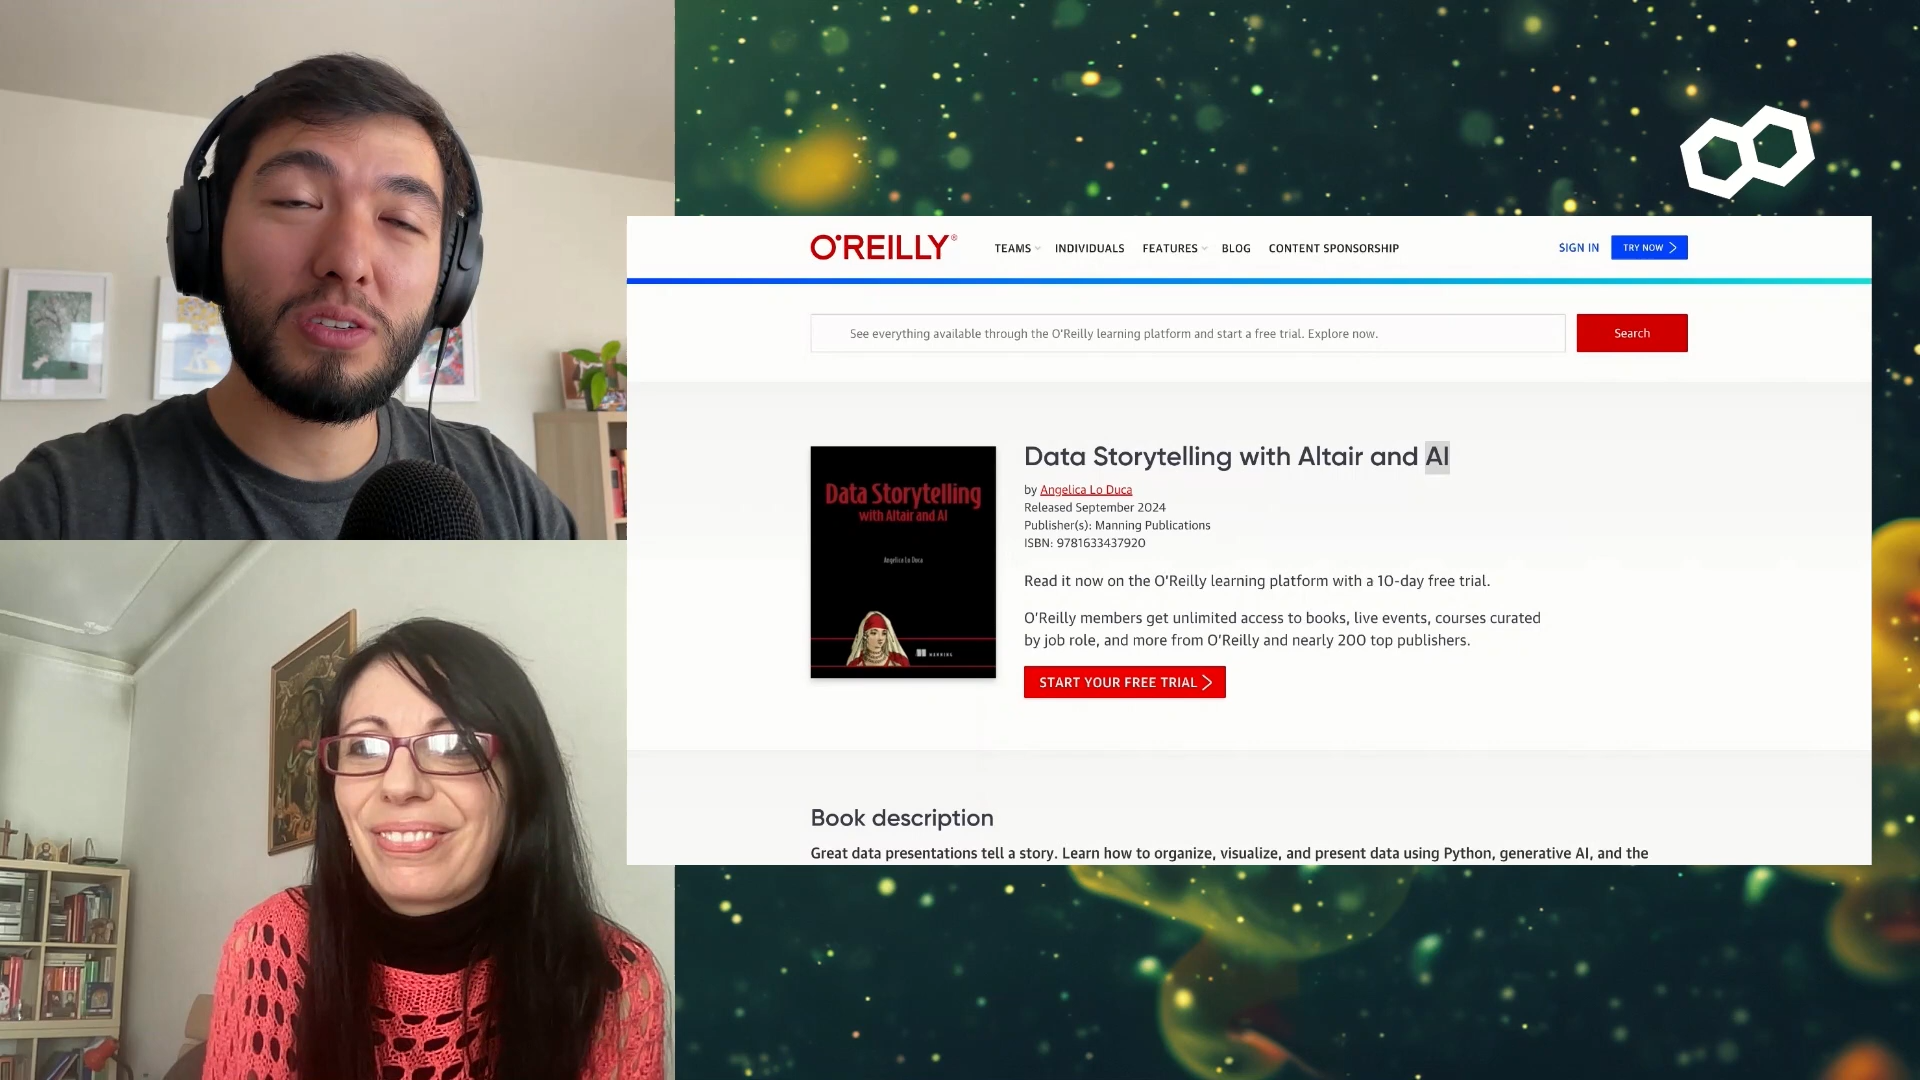 O'REILLY®
TEAMS INDIVIDUALS FEATURES BLOG CONTENT SPONSORSHIP SIGN IN TRY NOW
See everything available through the O'Reilly learning platform and start a free trial. Explore now. Search
Data Storytelling
with Altair and AI
Angelica Lo Duca
MANNING
Data Storytelling with Altair and AI
by Angelica Lo Duca
Released September 2024
Publisher(s): Manning Publications
ISBN: 9781633437920
Read it now on the O'Reilly learning platform with a 10-day free trial.
O'Reilly members get unlimited access to books, live events, courses curated
by job role, and more from O'Reilly and nearly 200 top publishers.
START YOUR FREE TRIAL
Book description
Great data presentations tell a story. Learn how to organize, visualize, and present data using Python, generative AI, and the